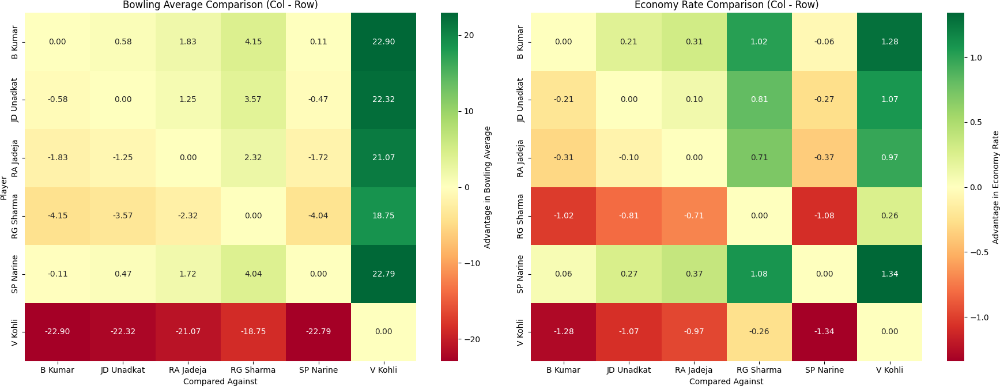 Bowling Average Comparison (Col - Row)
Player
B Kumar 0.00 0.58 1.83 4.15 0.11 22.90
JD Unadkat -0.58 0.00 1.25 3.57 -0.47 22.32
RA Jadeja -1.83 -1.25 0.00 2.32 -1.72 21.07
RG Sharma -4.15 -3.57 -2.32 0.00 -4.04 18.75
SP Narine -0.11 0.47 1.72 4.04 0.00 22.79
V Kohli -22.90 -22.32 -21.07 -18.75 -22.79 0.00
B Kumar JD Unadkat RA Jadeja RG Sharma SP Narine V Kohli
Compared Against
20
10
0
−10
−20
Advantage in Bowling Average
Economy Rate Comparison (Col - Row)
B Kumar 0.00 0.21 0.31 1.02 -0.06 1.28
JD Unadkat -0.21 0.00 0.10 0.81 -0.27 1.07
RA Jadeja -0.31 -0.10 0.00 0.71 -0.37 0.97
RG Sharma -1.02 -0.81 -0.71 0.00 -1.08 0.26
SP Narine 0.06 0.27 0.37 1.08 0.00 1.34
V Kohli -1.28 -1.07 -0.97 -0.26 -1.34 0.00
B Kumar JD Unadkat RA Jadeja RG Sharma SP Narine V Kohli
Compared Against
1.0
0.5
0.0
−0.5
−1.0
Advantage in Economy Rate